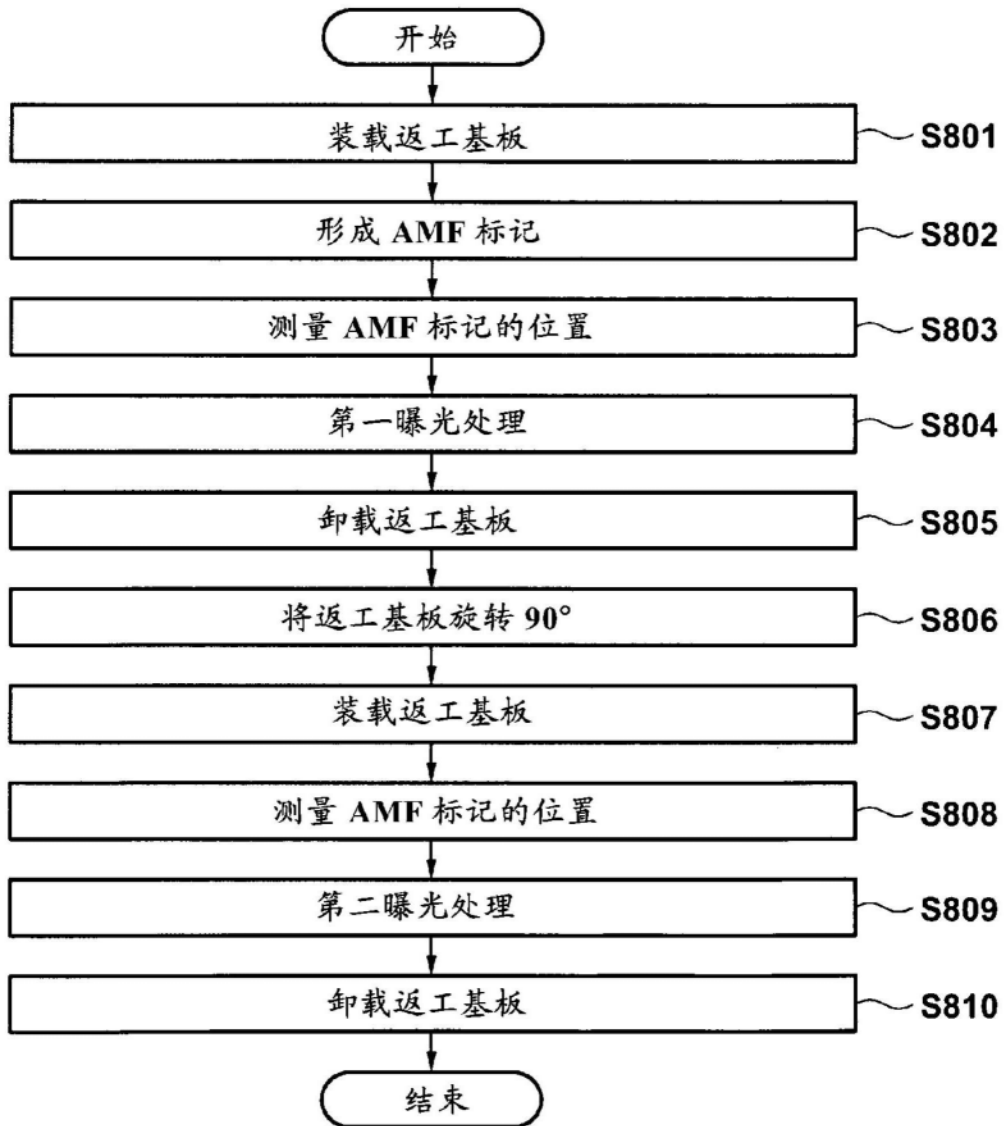 开始
装载返工基板 S801
形成 AMF 标记 S802
测量 AMF 标记的位置 S803
第一曝光处理 S804
卸载返工基板 S805
将返工基板旋转 90° S806
装载返工基板 S807
测量 AMF 标记的位置 S808
第二曝光处理 S809
卸载返工基板 S810
结束